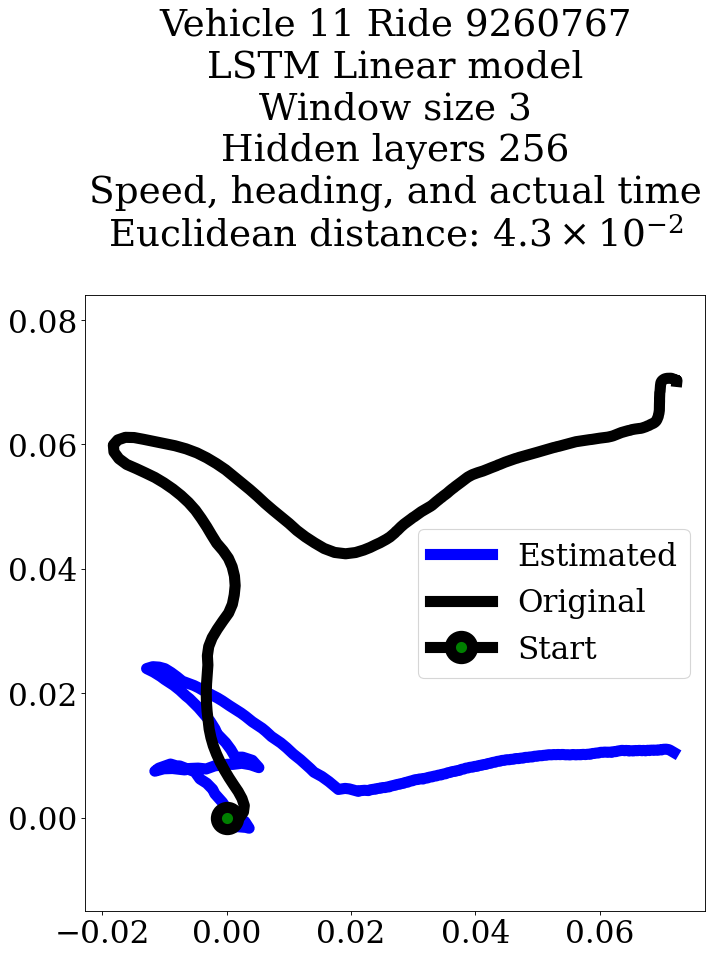 Vehicle 11 Ride 9260767
LSTM Linear model
Window size 3
Hidden layers 256
Speed, heading, and actual time
Euclidean distance: 4.3 × 10⁻²
0.08
0.06
0.04
0.02
0.00
Estimated
Original
Start
−0.02 0.00 0.02 0.04 0.06